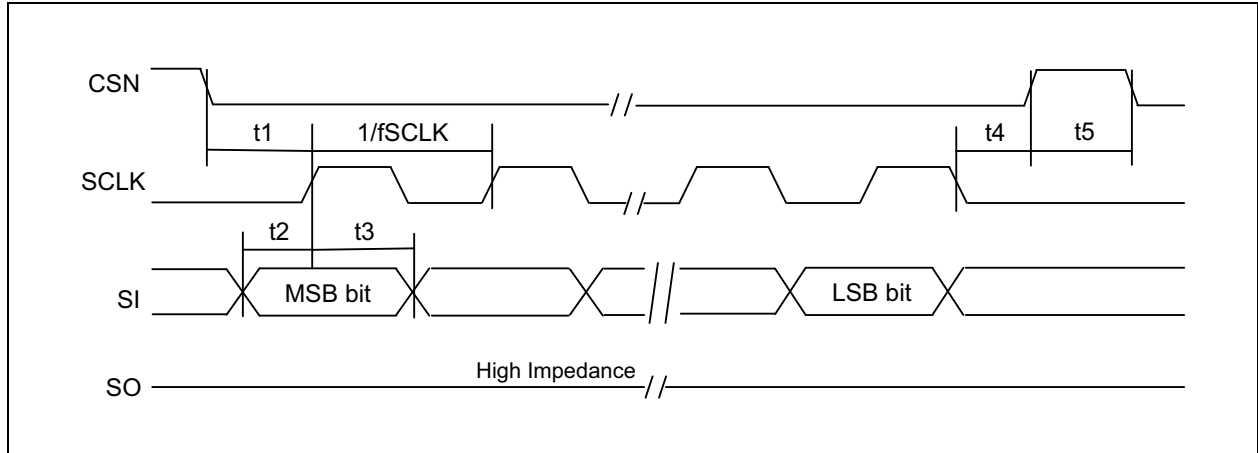 CSN
t1
1/fSCLK
t4
t5
SCLK
t2
t3
SI
MSB bit
LSB bit
High Impedance
SO